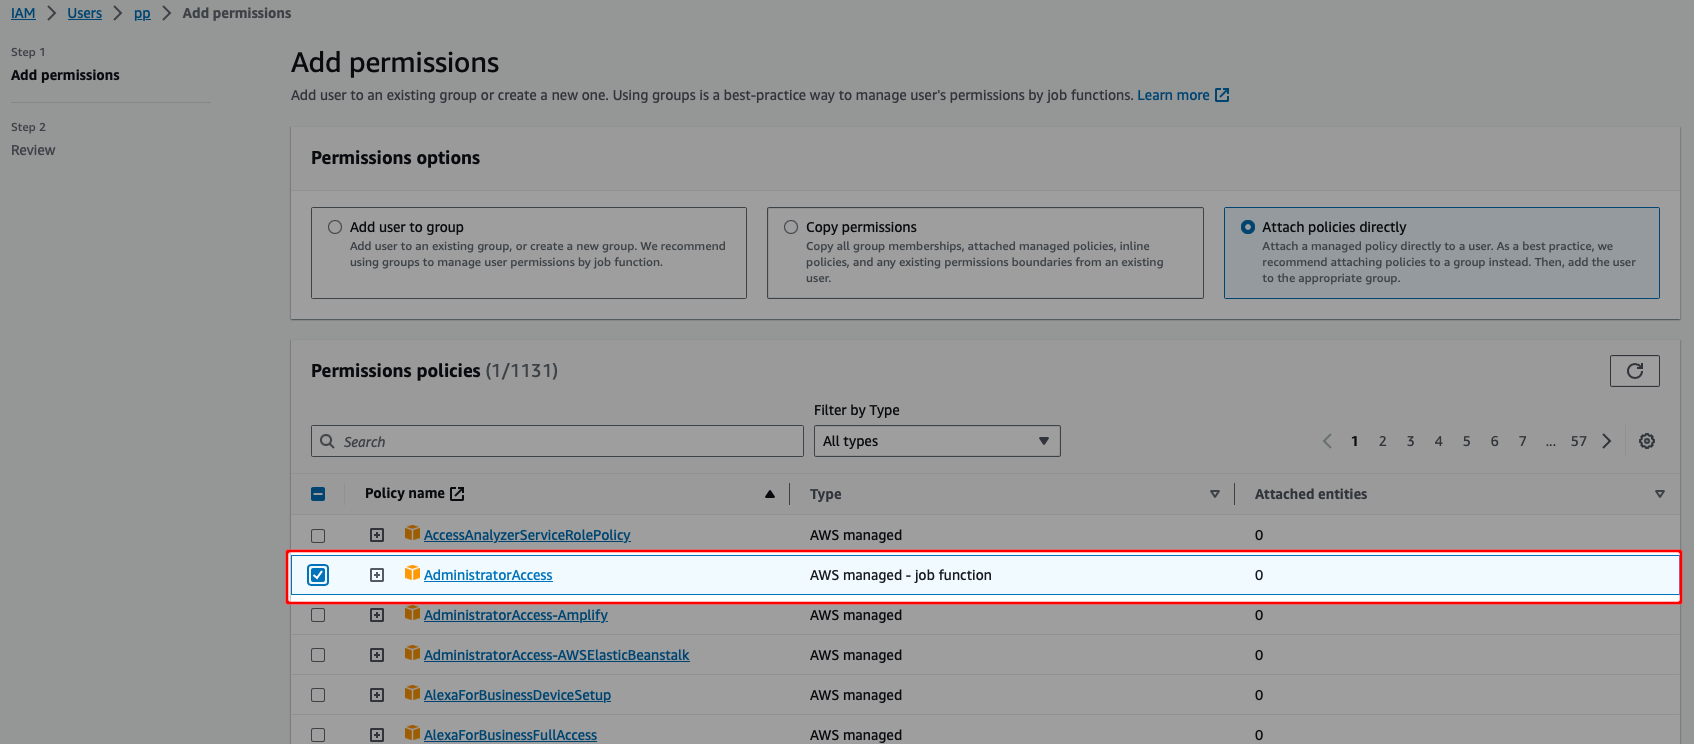 IAM > Users > pp > Add permissions
Step 1
Add permissions
Step 2
Review
Add permissions
Add user to an existing group or create a new one. Using groups is a best-practice way to manage user's permissions by job functions. Learn more
Permissions options
Add user to group
Add user to an existing group, or create a new group. We recommend
using groups to manage user permissions by job function.
Copy permissions
Copy all group memberships, attached managed policies, inline
policies, and any existing permissions boundaries from an existing
user.
Attach policies directly
Attach a managed policy directly to a user. As a best practice, we
recommend attaching policies to a group instead. Then, add the user
to the appropriate group.
Permissions policies (1/1131)
Filter by Type
Search
All types
1 2 3 4 5 6 7 ... 57
Policy name Type Attached entities
AccessAnalyzerServiceRolePolicy AWS managed 0
AdministratorAccess AWS managed - job function 0
AdministratorAccess-Amplify AWS managed 0
AdministratorAccess-AWSElasticBeanstalk AWS managed 0
AlexaForBusinessDeviceSetup AWS managed 0
AlexaForBusinessFullAccess AWS managed 0